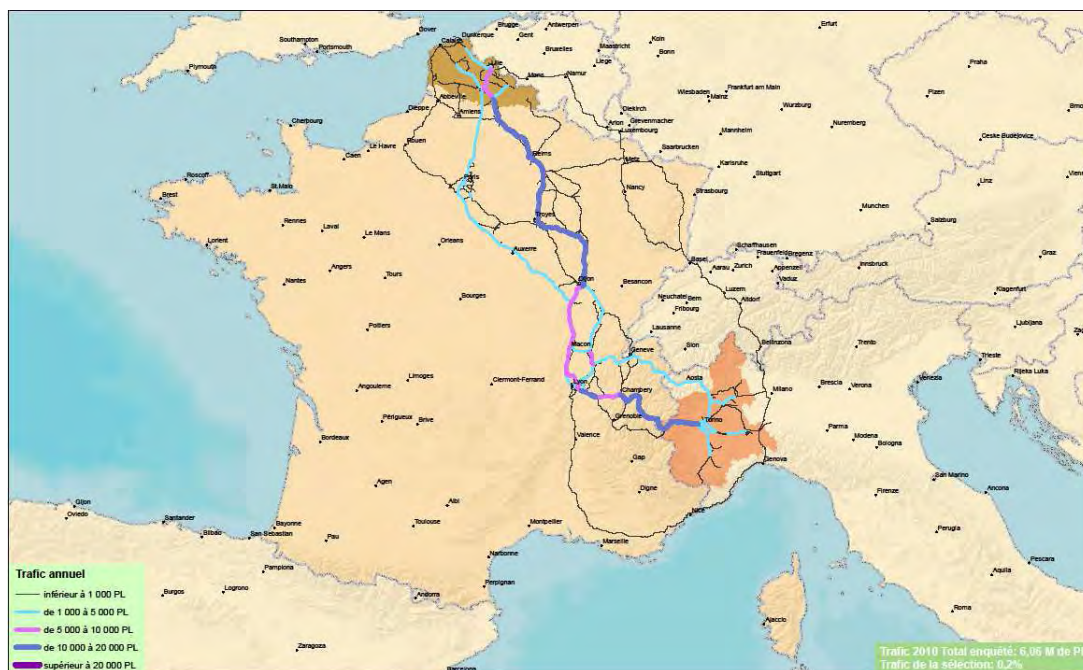 Erfurt
Brugge
Antwerpen
Dover
Dunkerque
Calais
Gent
Koln
Southampton
Portsmouth
Bruxelles
Maastricht
Bonn
Liege
Lille
Praha
Plymouth
Mons
Namur
Frankfurt am Main
Wiesbaden
Mainz
Plzen
Abbeville
Wurzburg
Dieppe
Amiens
Diekirch
Grevenmacher
Arlon
Luxembourg
Nuremberg
Cherbourg
Mannheim
Ceske Budejovice
Rouen
Le Havre
Saarbrucken
Caen
Reims
Metz
Karlsruhe
Paris
Stuttgart
Roscoff
Nancy
Linz
Brest
St.Malo
Strasbourg
Munchen
Rennes
Troyes
Laval
Salzburg
Le Mans
Lorient
Orleans
Auxerre
Schaffhausen
Frauenfeld
Bregenz
Basel
Graz
Angers
Aarau
Zurich
Appenzell
Innsbruck
Nantes
Tours
Dijon
Besancon
Vaduz
Luzern
Klagenfurt
Bourges
Neuchatel
Bern
Altdorf
Fribourg
Poitiers
Lausanne
Ljubljana
Macon
Geneve
Sion
Bellinzona
Trento
Trieste
Rijeka Luka
Limoges
Clermont-Ferrand
Lyon
Aosta
Angouleme
Chambery
Milano
Brescia
Verona
Venezia
Périgueux
Brive
Grenoble
Torino
Parma
Bordeaux
Valence
Modena
Bologna
Gap
Genova
Agen
Digne
San Marino
Albi
Firenze
Ancona
Gijon
Nice
Oviedo
Santander
Bayonne
Toulouse
Montpellier
Bilbao
San-Sebastian
Pau
Marseille
Perugia
Narbonne
Pescara
Pamplona
Aquila
Perpignan
Burgos
Logrono
Andorra
Roma
Ajaccio
Zaragoza
Barcelona
Trafic annuel
inférieur à 1 000 PL
de 1 000 à 5 000 PL
de 5 000 à 10 000 PL
de 10 000 à 20 000 PL
supérieur à 20 000 PL
Trafic 2010 Total enquêté: 6,06 M de PL
Trafic de la sélection: 0,2%